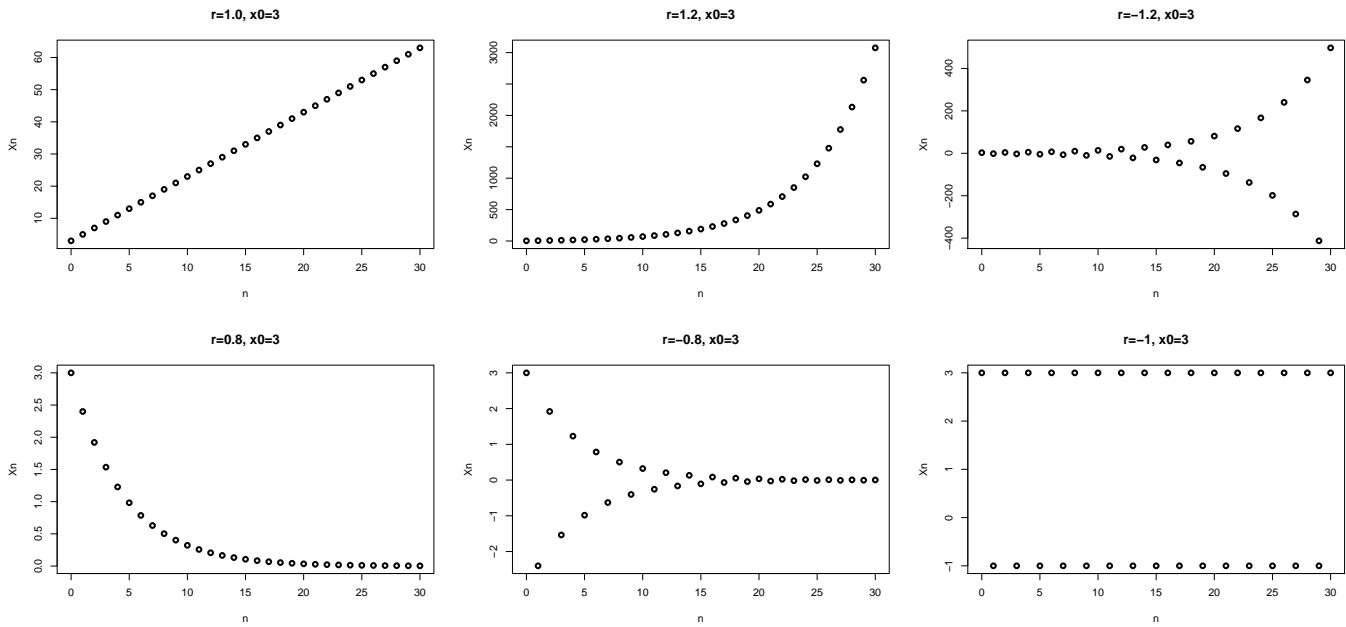 r=1.0, x0=3
Xn
10 20 30 40 50 60
0 5 10 15 20 25 30
n
r=1.2, x0=3
Xn
0 500 1000 2000 3000
0 5 10 15 20 25 30
n
r=−1.2, x0=3
Xn
−400 −200 0 200 400
0 5 10 15 20 25 30
n
r=0.8, x0=3
Xn
0.0 0.5 1.0 1.5 2.0 2.5 3.0
0 5 10 15 20 25 30
n
r=−0.8, x0=3
Xn
−2 −1 0 1 2 3
0 5 10 15 20 25 30
n
r=−1, x0=3
Xn
−1 0 1 2 3
0 5 10 15 20 25 30
n